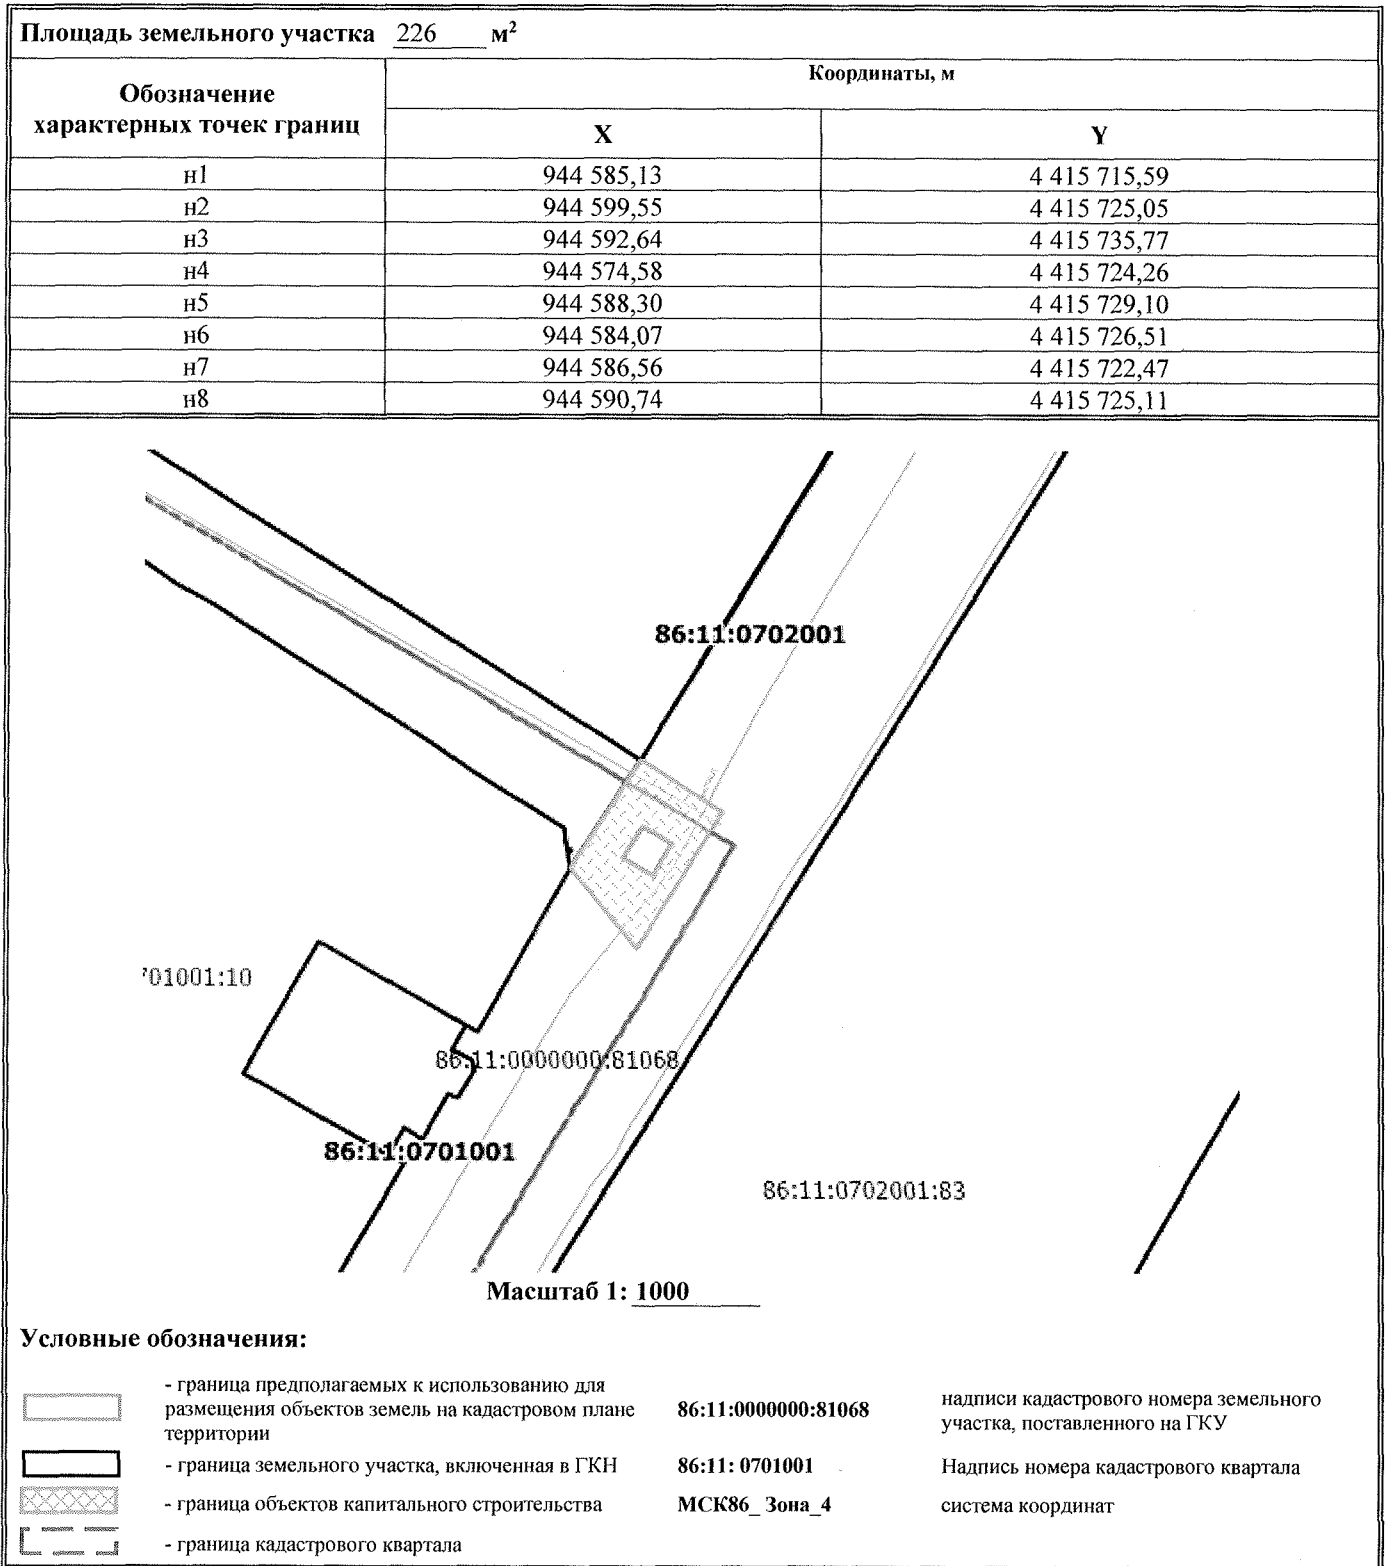 Площадь земельного участка 226 м²
Обозначение характерных точек границ
Координаты, м
X Y
н1 944 585,13 4 415 715,59
н2 944 599,55 4 415 725,05
н3 944 592,64 4 415 735,77
н4 944 574,58 4 415 724,26
н5 944 588,30 4 415 729,10
н6 944 584,07 4 415 726,51
н7 944 586,56 4 415 722,47
н8 944 590,74 4 415 725,11
86:11:0702001
'01001:10
86:11:0000000:81068
86:11:0701001
86:11:0702001:83
Масштаб 1: 1000
Условные обозначения:
- граница предполагаемых к использованию для
размещения объектов земель на кадастровом плане
территории
86:11:0000000:81068
надписи кадастрового номера земельного
участка, поставленного на ГКУ
- граница земельного участка, включенная в ГКН
86:11: 0701001
Надпись номера кадастрового квартала
- граница объектов капитального строительства
МСК86_ Зона_4
система координат
- граница кадастрового квартала